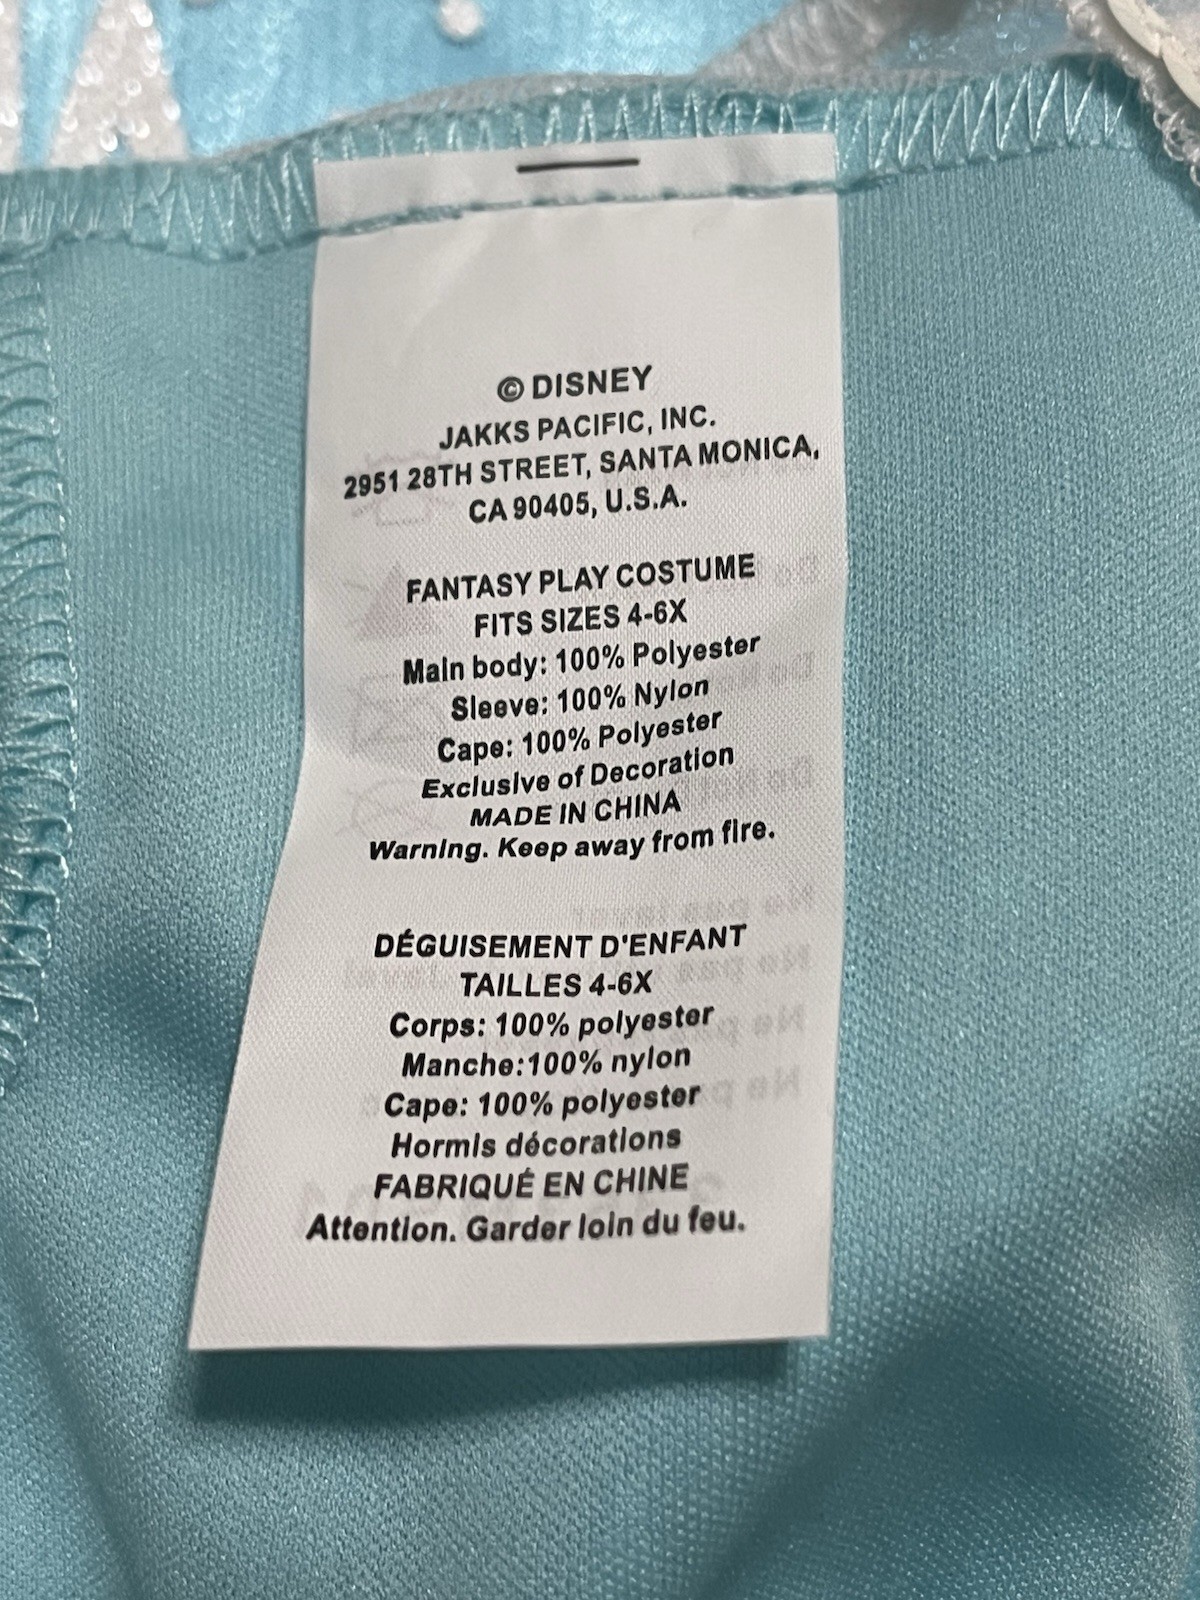 © DISNEY
JAKKS PACIFIC, INC.
2951 28TH STREET, SANTA MONICA,
CA 90405, U.S.A.
FANTASY PLAY COSTUME
FITS SIZES 4-6X
Main body: 100% Polyester
Sleeve: 100% Nylon
Cape: 100% Polyester
Exclusive of Decoration
MADE IN CHINA
Warning. Keep away from fire.
DÉGUISEMENT D'ENFANT
TAILLES 4-6X
Corps: 100% polyester
Manche:100% nylon
Cape: 100% polyester
Hormis décorations
FABRIQUÉ EN CHINE
Attention. Garder loin du feu.